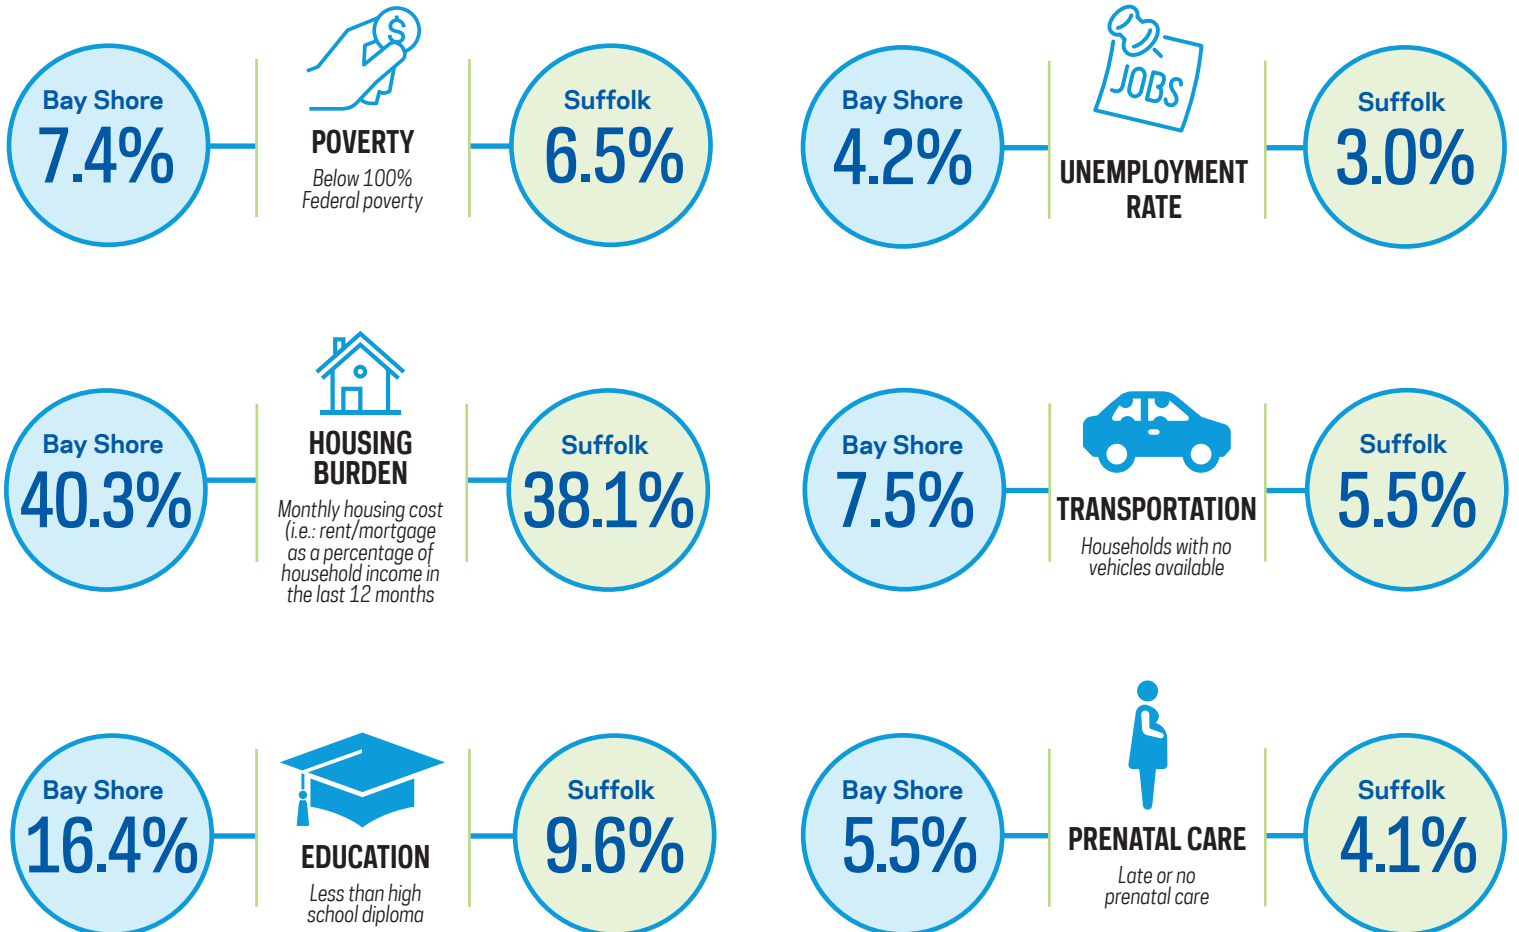 Bay Shore
7.4%
$
POVERTY
Below 100%
Federal poverty
Suffolk
6.5%
Bay Shore
4.2%
JOBS
UNEMPLOYMENT
RATE
Suffolk
3.0%
Bay Shore
40.3%
HOUSING
BURDEN
Monthly housing cost
(i.e.: rent/mortgage
as a percentage of
household income in
the last 12 months
Suffolk
38.1%
Bay Shore
7.5%
TRANSPORTATION
Households with no
vehicles available
Suffolk
5.5%
Bay Shore
16.4%
EDUCATION
Less than high
school diploma
Suffolk
9.6%
Bay Shore
5.5%
PRENATAL CARE
Late or no
prenatal care
Suffolk
4.1%